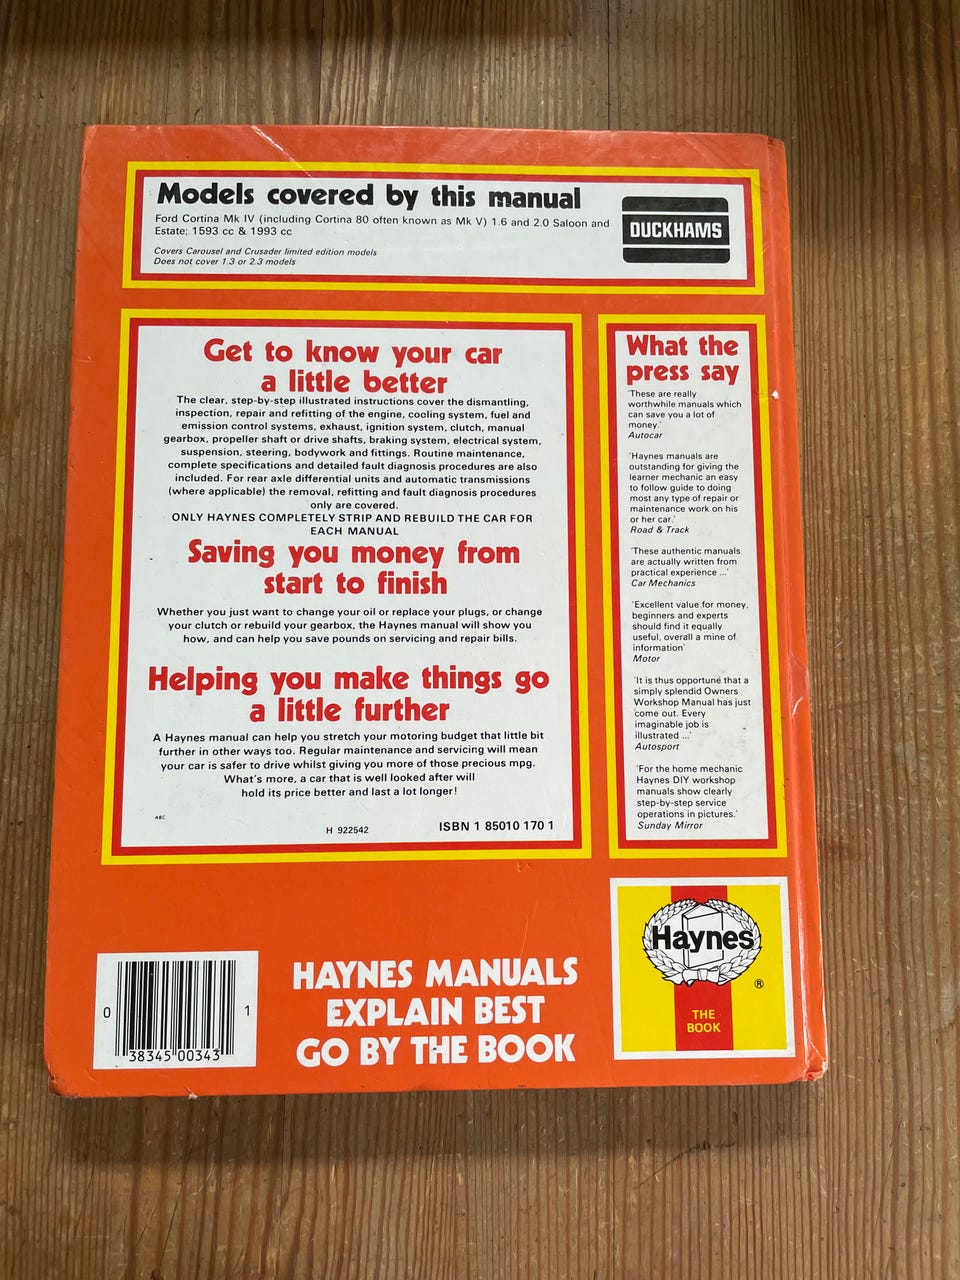 Models covered by this manual
Ford Cortina Mk IV (including Cortina 80 often known as Mk V) 1.6 and 2.0 Saloon and
Estate; 1593 cc & 1993 cc
Covers Carousel and Crusader limited edition models
Does not cover 1.3 or 2.3 models
DUCKHAMS
Get to know your car
a little better
The clear, step-by-step illustrated instructions cover the dismantling,
inspection, repair and refitting of the engine, cooling system, fuel and
emission control systems, exhaust, ignition system, clutch, manual
gearbox, propeller shaft or drive shafts, braking system, electrical system,
suspension, steering, bodywork and fittings. Routine maintenance,
complete specifications and detailed fault diagnosis procedures are also
included. For rear axle differential units and automatic transmissions
(where applicable) the removal, refitting and fault diagnosis procedures
only are covered.
ONLY HAYNES COMPLETELY STRIP AND REBUILD THE CAR FOR
EACH MANUAL
Saving you money from
start to finish
Whether you just want to change your oil or replace your plugs, or change
your clutch or rebuild your gearbox, the Haynes manual will show you
how, and can help you save pounds on servicing and repair bills.
Helping you make things go
a little further
A Haynes manual can help you stretch your motoring budget that little bit
further in other ways too. Regular maintenance and servicing will mean
your car is safer to drive whilst giving you more of those precious mpg.
What's more, a car that is well looked after will
hold its price better and last a lot longer!
ABC
H 922542
ISBN 1 85010 170 1
What the
press say
'These are really
worthwhile manuals which
can save you a lot of
money.'
Autocar
'Haynes manuals are
outstanding for giving the
learner mechanic an easy
to follow guide to doing
most any type of repair or
maintenance work on his
or her car.'
Road & Track
'These authentic manuals
are actually written from
practical experience ...'
Car Mechanics
'Excellent value for money,
beginners and experts
should find it equally
useful, overall a mine of
information'
Motor
'It is thus opportune that a
simply splendid Owners
Workshop Manual has just
come out. Every
imaginable job is
illustrated ...'
Autosport
'For the home mechanic
Haynes DIY workshop
manuals show clearly
step-by-step service
operations in pictures.'
Sunday Mirror
0 38345 00343 1
HAYNES MANUALS
EXPLAIN BEST
GO BY THE BOOK
Haynes
®
THE
BOOK